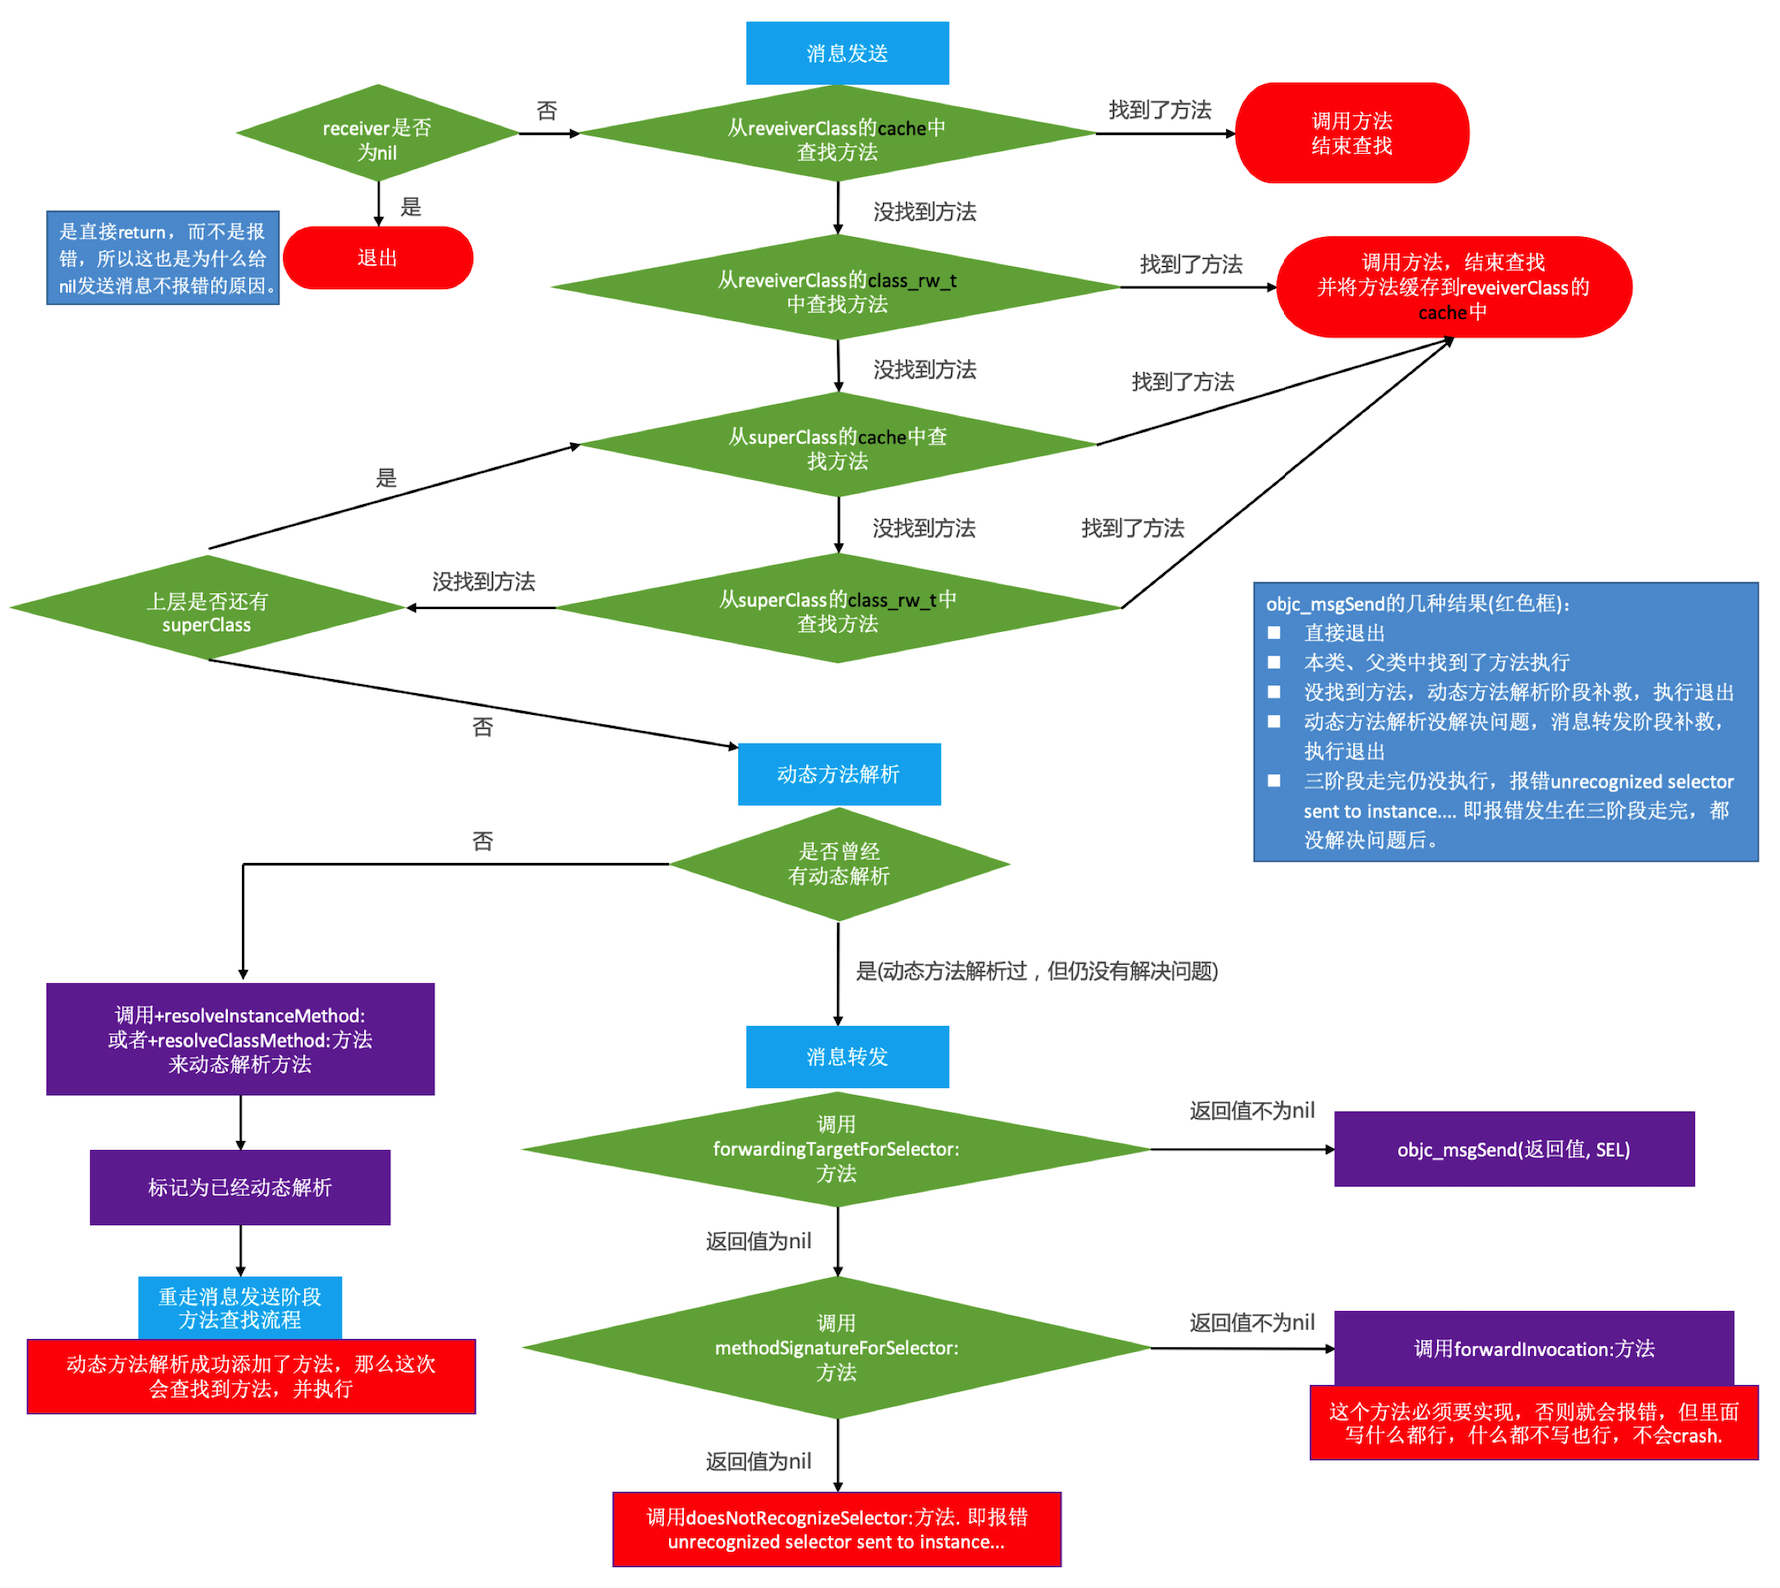 消息发送
receiver是否
为nil
否
从reveiverClass的cache中
查找方法
找到了方法
调用方法
结束查找
是
没找到方法
是直接return，而不是报
错，所以这也是为什么给
nil发送消息不报错的原因。
退出
从reveiverClass的class_rw_t
中查找方法
找到了方法
调用方法，结束查找
并将方法缓存到reveiverClass的
cache中
没找到方法
找到了方法
从superClass的cache中查
找方法
是
没找到方法
找到了方法
上层是否还有
superClass
没找到方法
从superClass的class_rw_t中
查找方法
objc_msgSend的几种结果(红色框)：
直接退出
本类、父类中找到了方法执行
没找到方法，动态方法解析阶段补救，执行退出
动态方法解析没解决问题，消息转发阶段补救，
执行退出
三阶段走完仍没执行，报错unrecognized selector
sent to instance.... 即报错发生在三阶段走完，都
没解决问题后。
否
动态方法解析
否
是否曾经
有动态解析
是(动态方法解析过，但仍没有解决问题)
调用+resolveInstanceMethod:
或者+resolveClassMethod:方法
来动态解析方法
消息转发
标记为已经动态解析
调用
forwardingTargetForSelector:
方法
返回值不为nil
objc_msgSend(返回值, SEL)
返回值为nil
重走消息发送阶段
方法查找流程
动态方法解析成功添加了方法，那么这次
会查找到方法，并执行
调用
methodSignatureForSelector:
方法
返回值不为nil
调用forwardInvocation:方法
这个方法必须要实现，否则就会报错，但里面
写什么都行，什么都不写也行，不会crash.
返回值为nil
调用doesNotRecognizeSelector:方法. 即报错
unrecognized selector sent to instance...